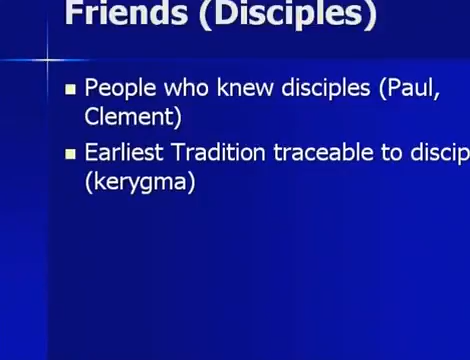 Friends (Disciples)
People who knew disciples (Paul,
Clement)
Earliest Tradition traceable to discip
(kerygma)